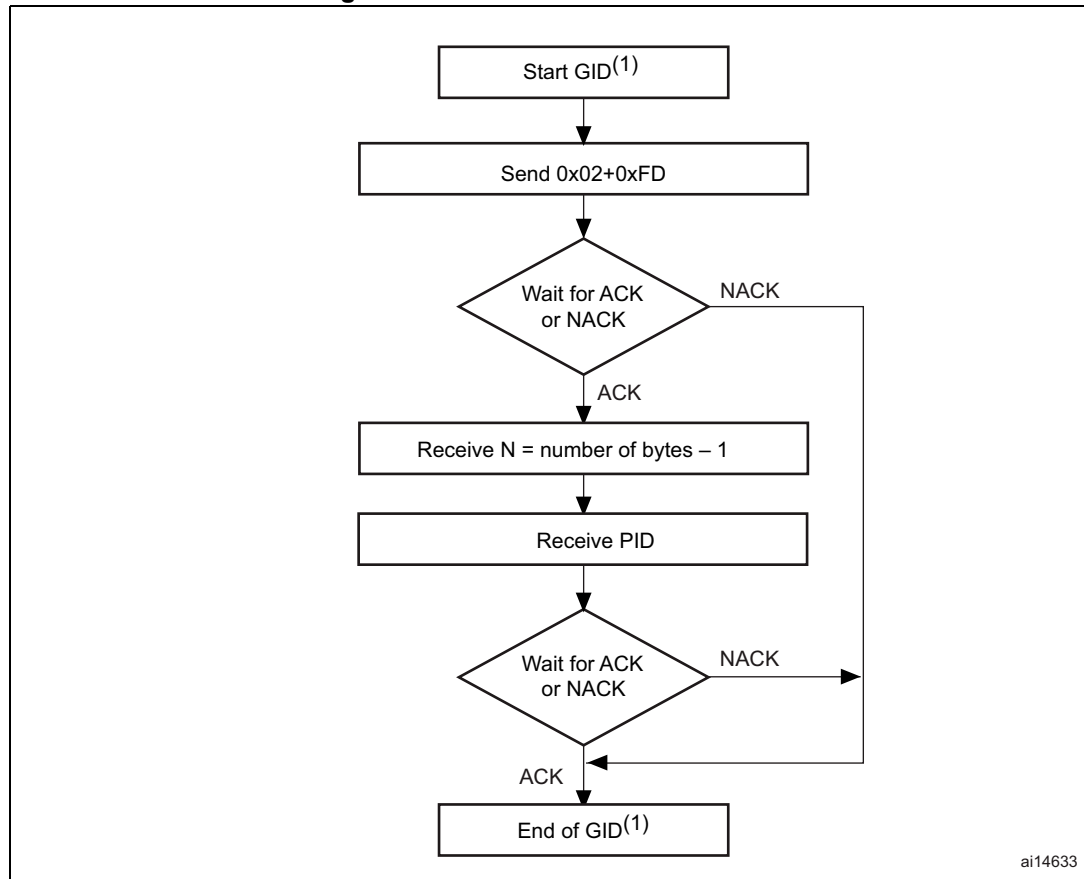 Start GID(1)
Send 0x02+0xFD
Wait for ACK
or NACK
NACK
ACK
Receive N = number of bytes – 1
Receive PID
Wait for ACK
or NACK
NACK
ACK
End of GID(1)
ai14633